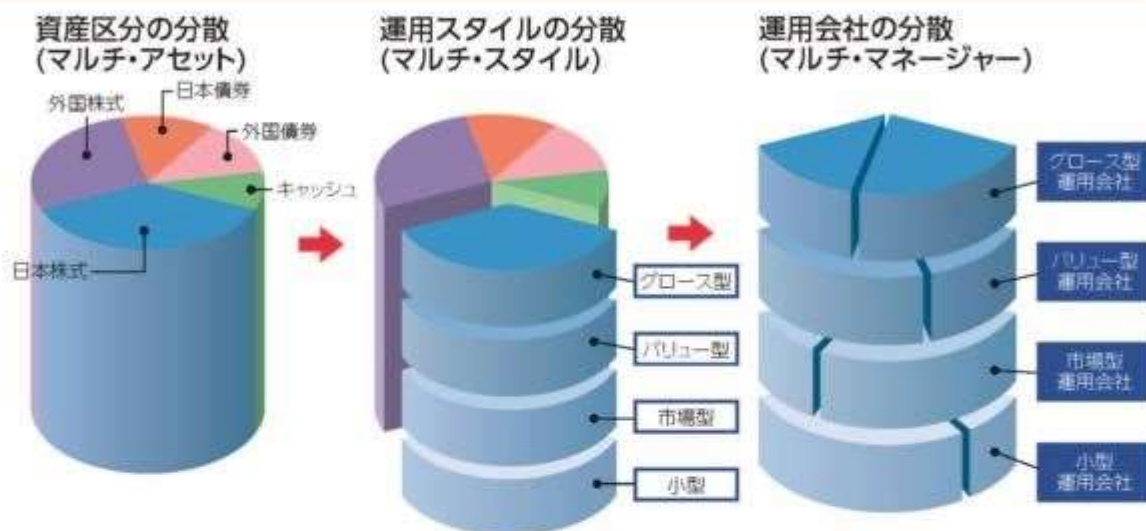 資産区分の分散
(マルチ・アセット)
外国株式
日本債券
外国債券
キャッシュ
日本株式
運用スタイルの分散
(マルチ・スタイル)
グロース型
バリュー型
市場型
小型
運用会社の分散
(マルチ・マネージャー)
グロース型
運用会社
バリュー型
運用会社
市場型
運用会社
小型
運用会社